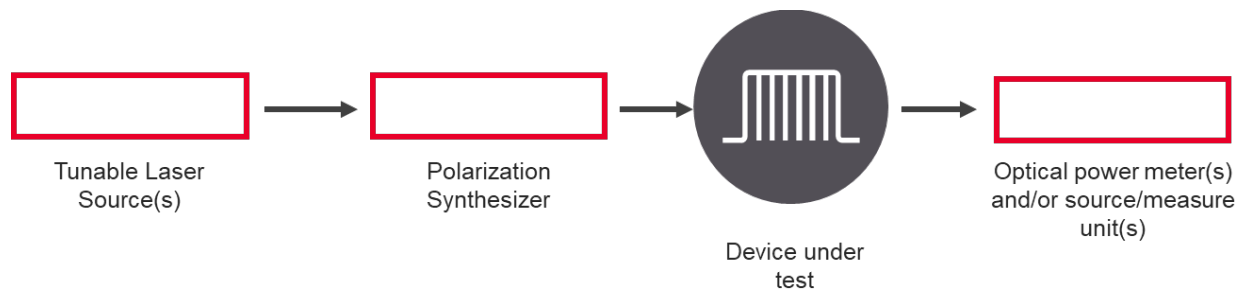 Tunable Laser
Source(s)
Polarization
Synthesizer
Device under
test
Optical power meter(s)
and/or source/measure
unit(s)